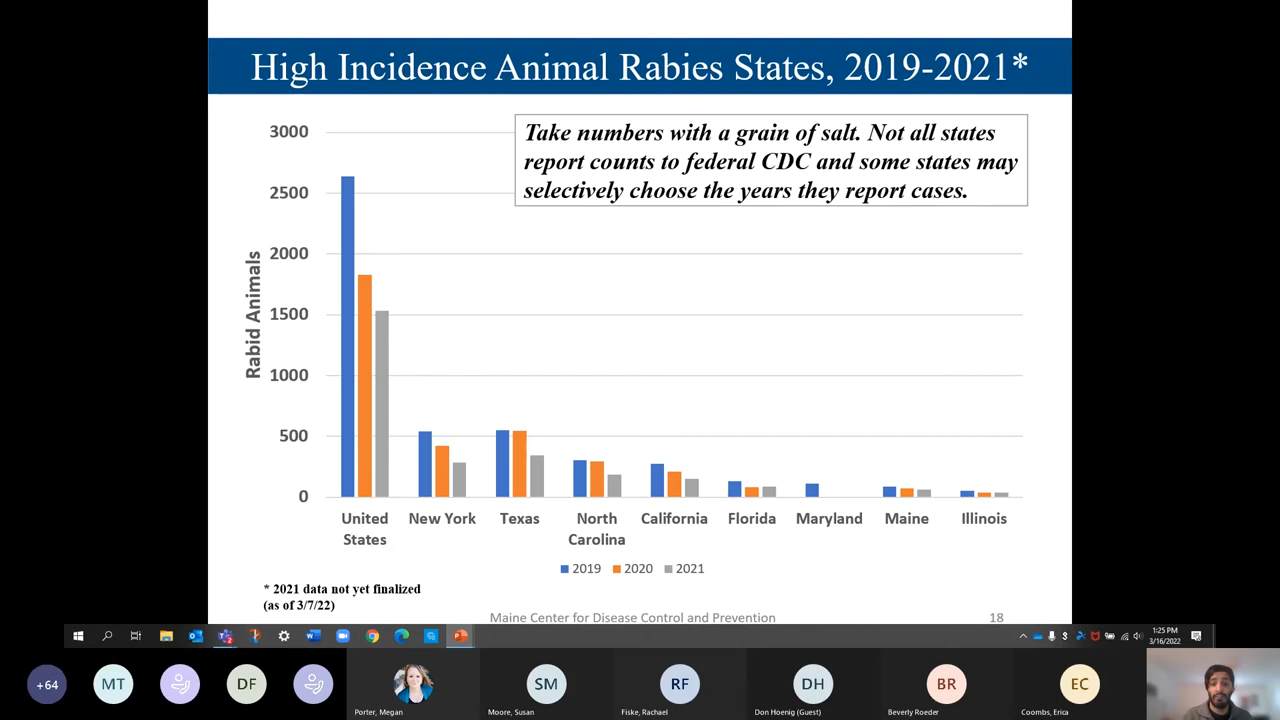 High Incidence Animal Rabies States, 2019-2021*
Take numbers with a grain of salt. Not all states
report counts to federal CDC and some states may
selectively choose the years they report cases.
Rabid Animals
3000
2500
2000
1500
1000
500
0
United States
New York
Texas
North Carolina
California
Florida
Maryland
Maine
Illinois
2019 2020 2021
* 2021 data not yet finalized
(as of 3/7/22)
Maine Center for Disease Control and Prevention
18
1:25 PM
3/16/2022
+64
MT
DF
Porter, Megan
SM
Moore, Susan
RF
Fiske, Rachael
DH
Don Hoenig (Guest)
BR
Beverly Roeder
EC
Coombs, Erica